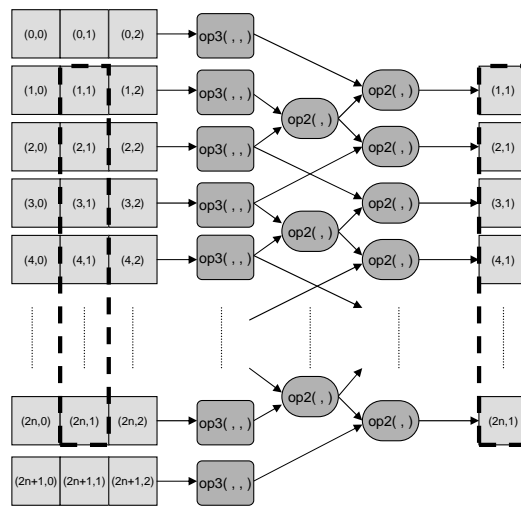 (0,0) (0,1) (0,2) op3( , , )
(1,0) (1,1) (1,2) op3( , , ) op2( , ) (1,1)
op2( , )
(2,0) (2,1) (2,2) op3( , , ) op2( , ) (2,1)
(3,0) (3,1) (3,2) op3( , , ) op2( , ) (3,1)
op2( , )
(4,0) (4,1) (4,2) op3( , , ) op2( , ) (4,1)
op2( , )
(2n,0) (2n,1) (2n,2) op3( , , ) op2( , ) (2n,1)
(2n+1,0) (2n+1,1) (2n+1,2) op3( , , )